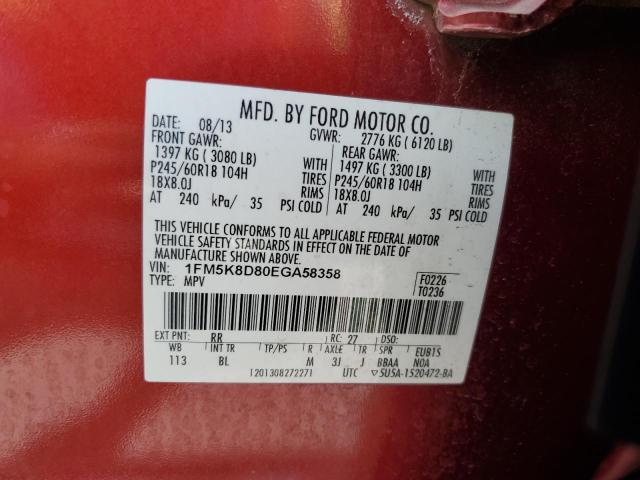 MFD. BY FORD MOTOR CO.
DATE: 08/13 GVWR: 2776 KG ( 6120 LB)
FRONT GAWR: REAR GAWR:
1397 KG ( 3080 LB) WITH 1497 KG ( 3300 LB) WITH
P245/60R18 104H TIRES P245/60R18 104H TIRES
18X8.0J RIMS 18X8.0J RIMS
AT 240 kPa/ 35 PSI COLD AT 240 kPa/ 35 PSI COLD
THIS VEHICLE CONFORMS TO ALL APPLICABLE FEDERAL MOTOR
VEHICLE SAFETY STANDARDS IN EFFECT ON THE DATE OF
MANUFACTURE SHOWN ABOVE.
VIN: 1FM5K8D80EGA58358 F0226
TYPE: MPV T0236
EXT PNT: RR RC: 27 DSO:
WB INT TR TP/PS R AXLE TR SPR EUB1S
113 BL M 3J J BBAA N0A
1201308272271 UTC ▽ 5U5A-1520472-BA